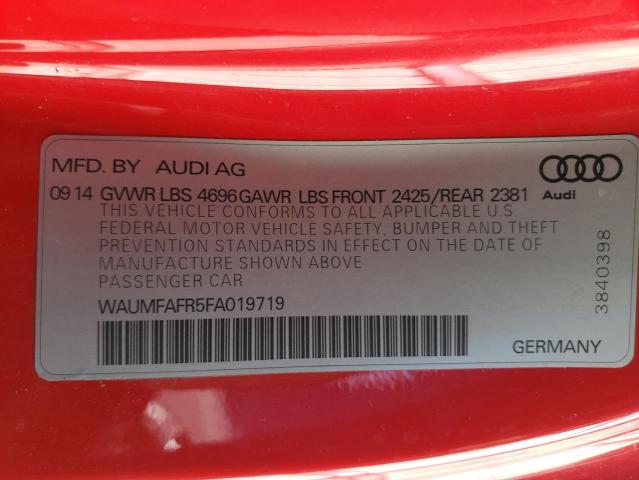 MFD. BY AUDI AG
09 14 GVWR LBS 4696 GAWR LBS FRONT 2425/REAR 2381
Audi
THIS VEHICLE CONFORMS TO ALL APPLICABLE U.S.
FEDERAL MOTOR VEHICLE SAFETY, BUMPER AND THEFT
PREVENTION STANDARDS IN EFFECT ON THE DATE OF
MANUFACTURE SHOWN ABOVE
PASSENGER CAR
WAUMFAFR5FA019719
3840398
GERMANY